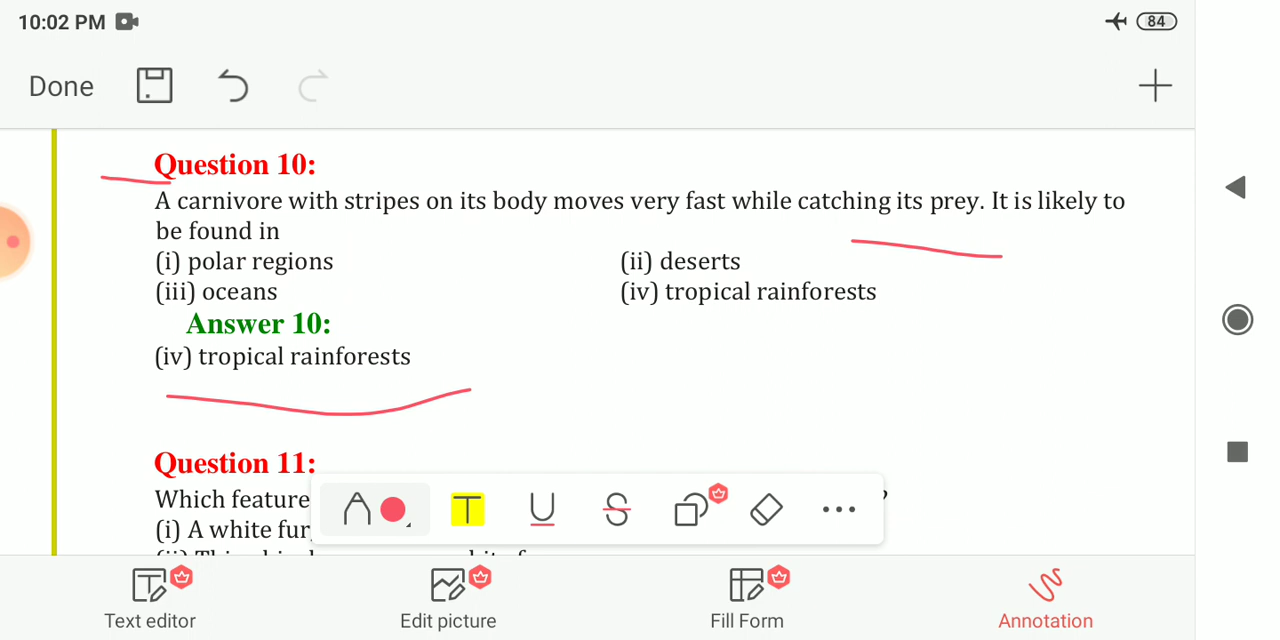 10:02 PM 84
Done
Question 10:
A carnivore with stripes on its body moves very fast while catching its prey. It is likely to
be found in
(i) polar regions (ii) deserts
(iii) oceans (iv) tropical rainforests
Answer 10:
(iv) tropical rainforests
Question 11:
Which feature ?
(i) A white fur
T U S
Text editor Edit picture Fill Form Annotation